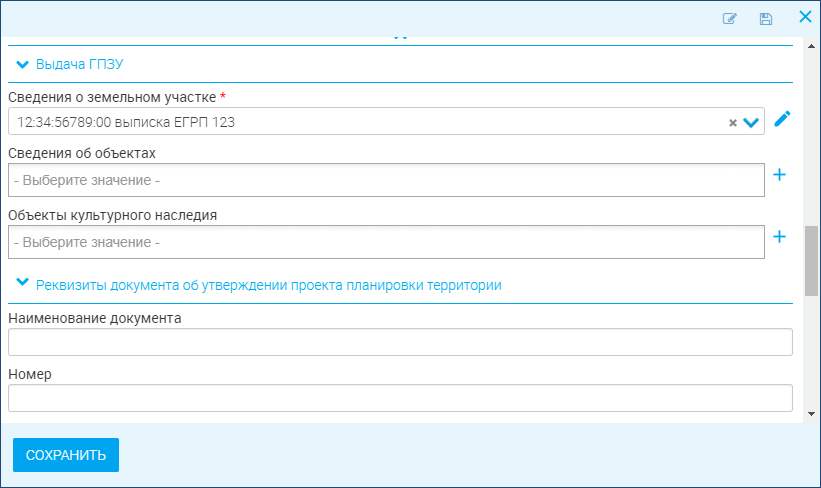 Выдача ГПЗУ
Сведения о земельном участке *
12:34:56789:00 выписка ЕГРП 123
Сведения об объектах
- Выберите значение -
Объекты культурного наследия
- Выберите значение -
Реквизиты документа об утверждении проекта планировки территории
Наименование документа
Номер
СОХРАНИТЬ